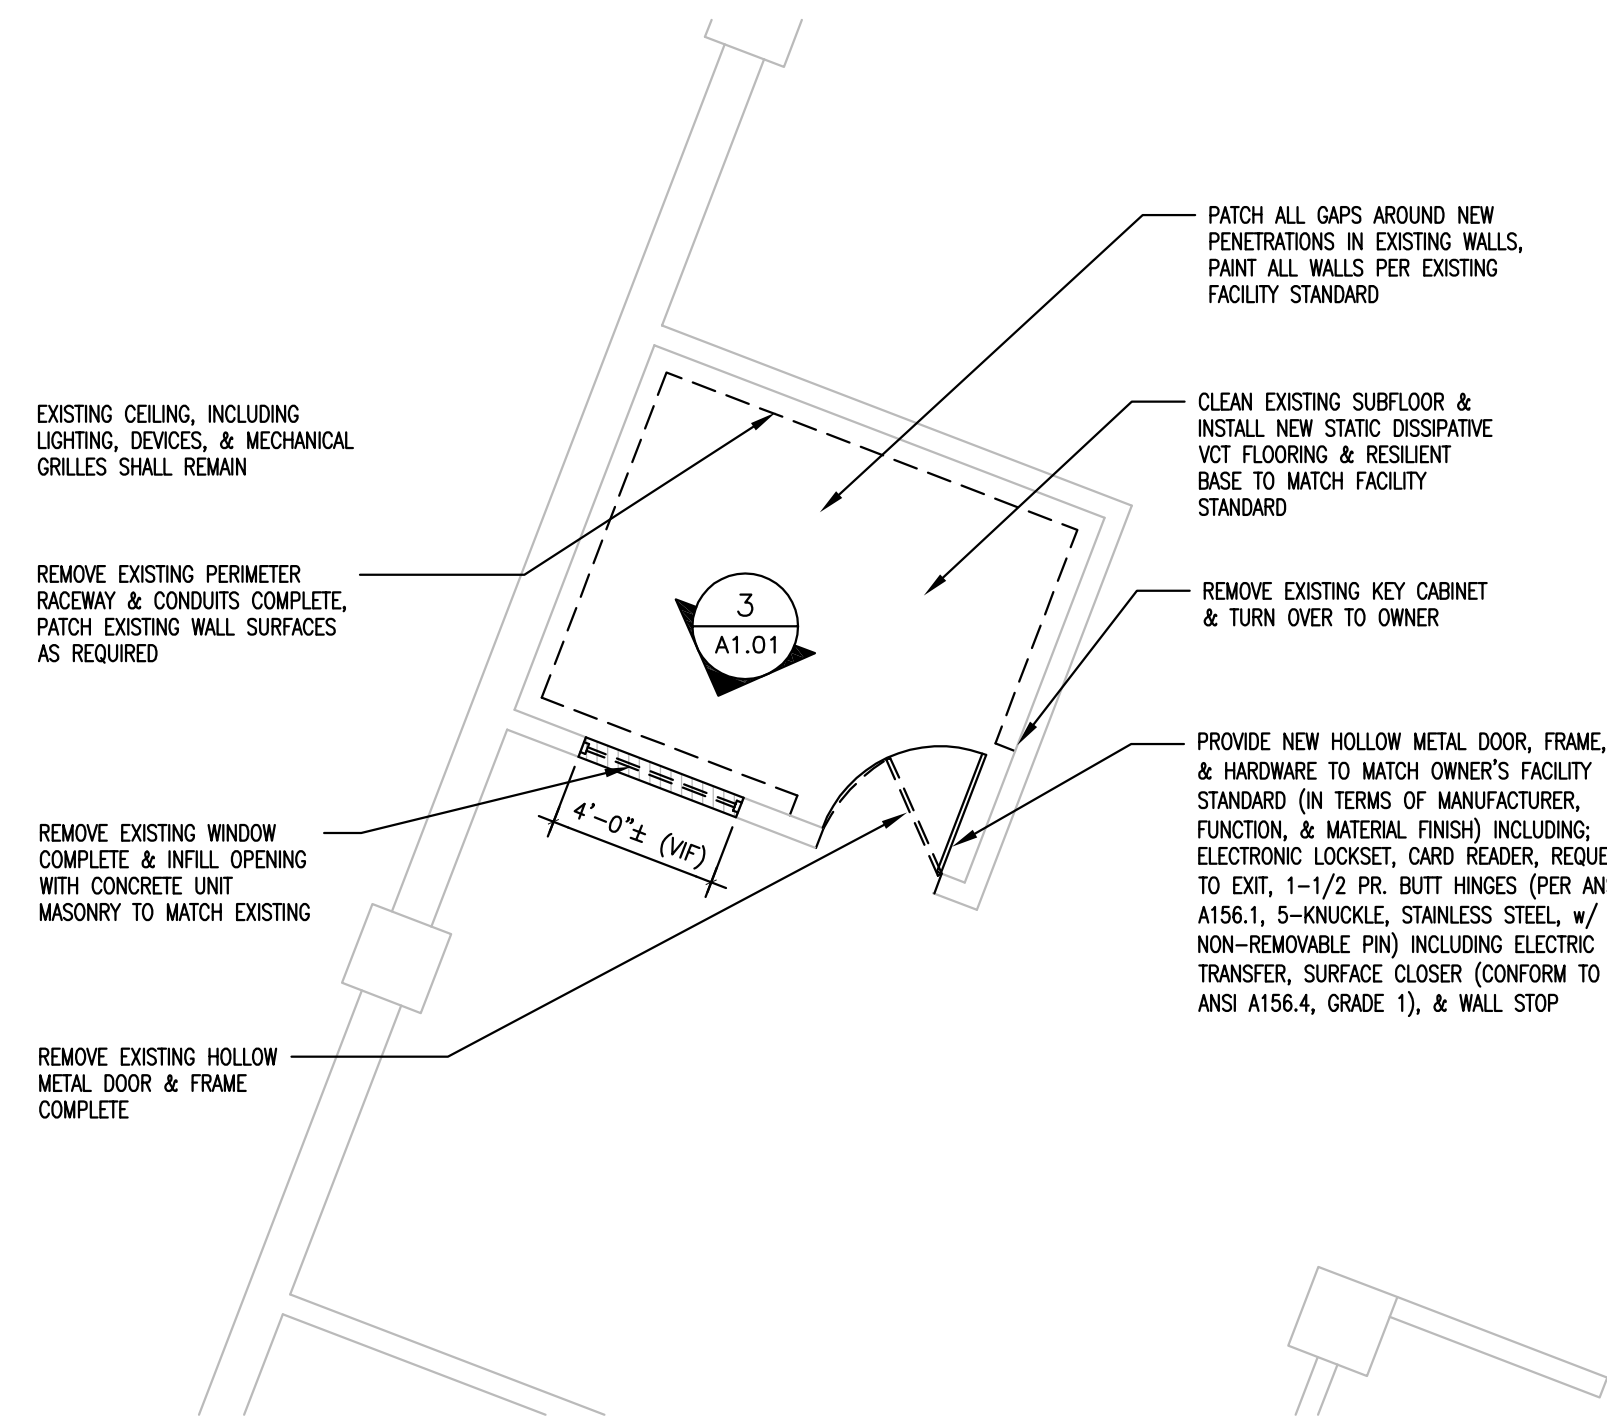 PATCH ALL GAPS AROUND NEW
PENETRATIONS IN EXISTING WALLS,
PAINT ALL WALLS PER EXISTING
FACILITY STANDARD
EXISTING CEILING, INCLUDING
LIGHTING, DEVICES, & MECHANICAL
GRILLES SHALL REMAIN
CLEAN EXISTING SUBFLOOR &
INSTALL NEW STATIC DISSIPATIVE
VCT FLOORING & RESILIENT
BASE TO MATCH FACILITY
STANDARD
REMOVE EXISTING PERIMETER
RACEWAY & CONDUITS COMPLETE,
PATCH EXISTING WALL SURFACES
AS REQUIRED
3
A1.01
REMOVE EXISTING KEY CABINET
& TURN OVER TO OWNER
PROVIDE NEW HOLLOW METAL DOOR, FRAME,
& HARDWARE TO MATCH OWNER'S FACILITY
STANDARD (IN TERMS OF MANUFACTURER,
FUNCTION, & MATERIAL FINISH) INCLUDING;
ELECTRONIC LOCKSET, CARD READER, REQUE
TO EXIT, 1-1/2 PR. BUTT HINGES (PER AN
A156.1, 5-KNUCKLE, STAINLESS STEEL, w/
NON-REMOVABLE PIN) INCLUDING ELECTRIC
TRANSFER, SURFACE CLOSER (CONFORM TO
ANSI A156.4, GRADE 1), & WALL STOP
4'-0"± (VIF)
REMOVE EXISTING WINDOW
COMPLETE & INFILL OPENING
WITH CONCRETE UNIT
MASONRY TO MATCH EXISTING
REMOVE EXISTING HOLLOW
METAL DOOR & FRAME
COMPLETE